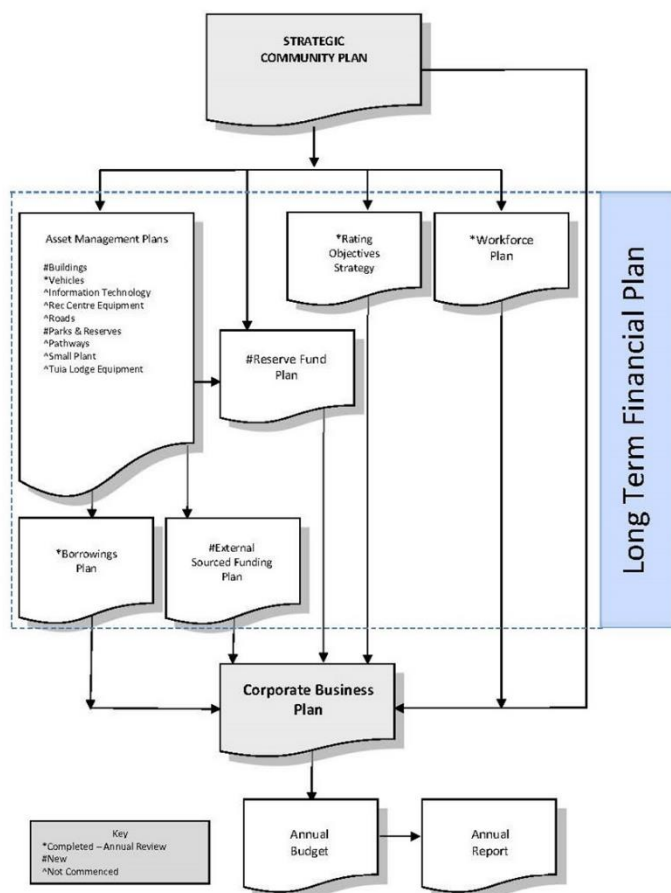 STRATEGIC
COMMUNITY PLAN
Asset Management Plans
#Buildings
*Vehicles
^Information Technology
^Rec Centre Equipment
^Roads
#Parks & Reserves
^Pathways
^Small Plant
^Tuia Lodge Equipment
*Rating
Objectives
Strategy
*Workforce
Plan
#Reserve Fund
Plan
*Borrowings
Plan
#External
Sourced Funding
Plan
Long Term Financial Plan
Corporate Business
Plan
Annual
Budget
Annual
Report
Key
*Completed – Annual Review
#New
^Not Commenced